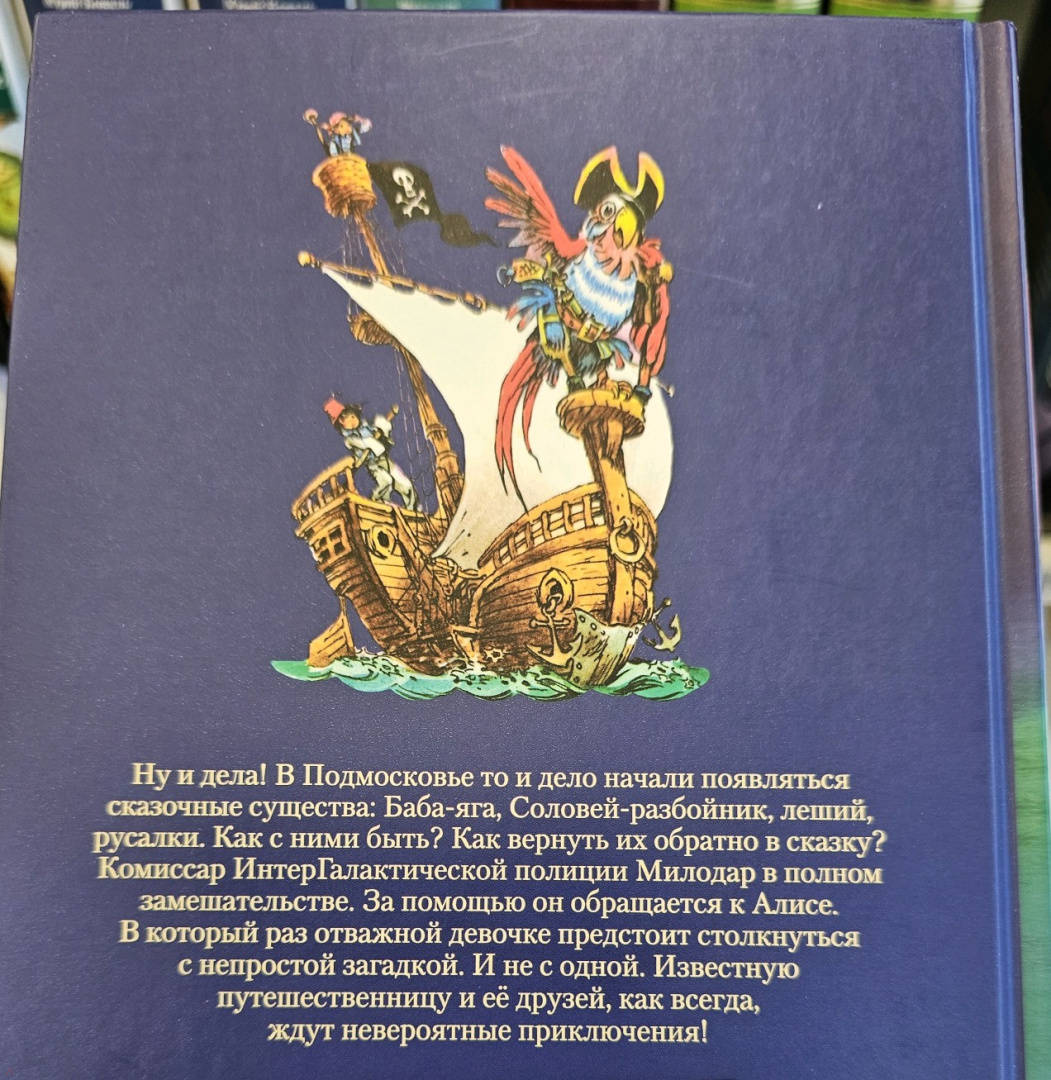 Ну и дела! В Подмосковье то и дело начали появляться
сказочные существа: Баба-яга, Соловей-разбойник, леший,
русалки. Как с ними быть? Как вернуть их обратно в сказку?
Комиссар ИнтерГалактической полиции Милодар в полном
замешательстве. За помощью он обращается к Алисе.
В который раз отважной девочке предстоит столкнуться
с непростой загадкой. И не с одной. Известную
путешественницу и её друзей, как всегда,
ждут невероятные приключения!